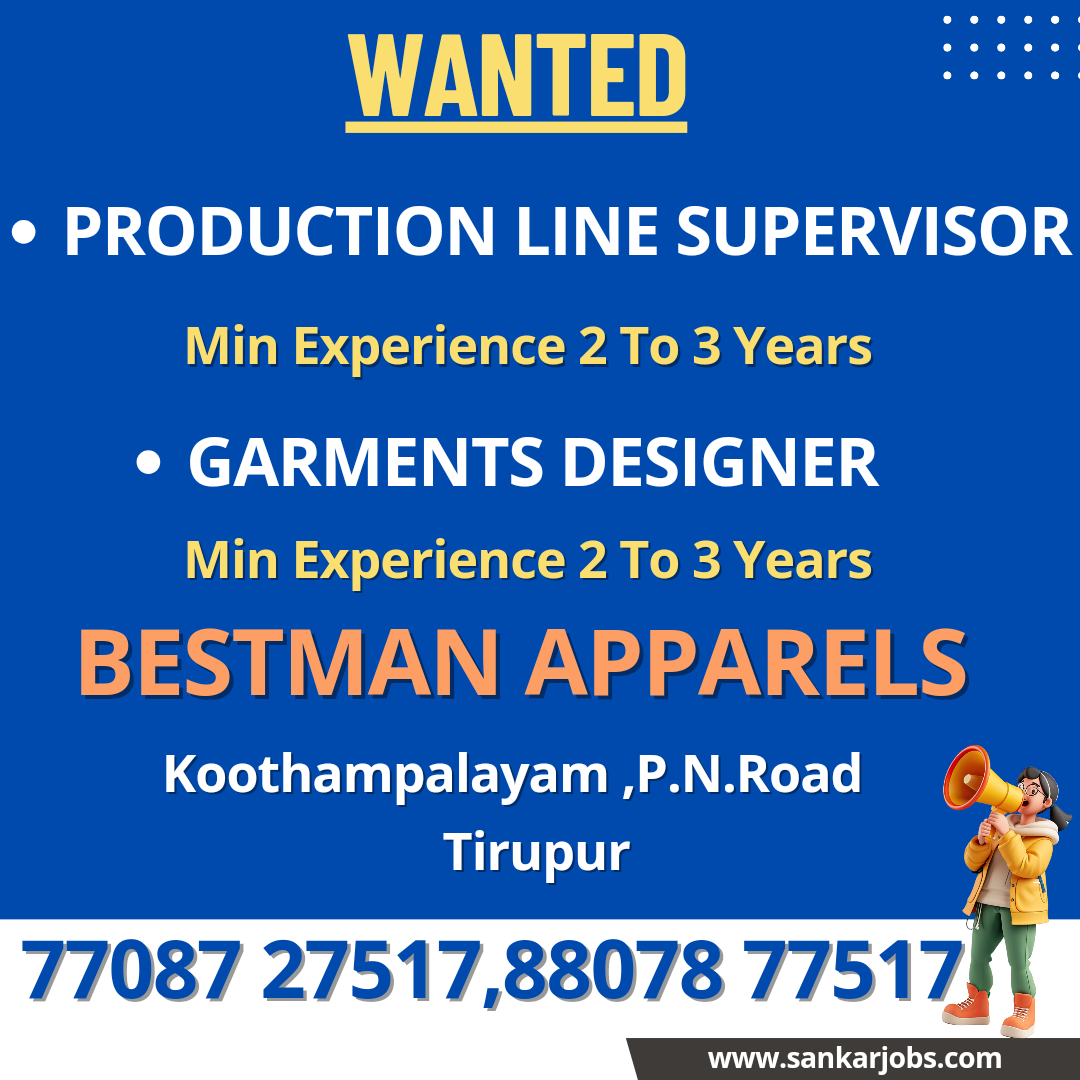 WANTED
• PRODUCTION LINE SUPERVISOR
Min Experience 2 To 3 Years
• GARMENTS DESIGNER
Min Experience 2 To 3 Years
BESTMAN APPARELS
Koothampalayam ,P.N.Road
Tirupur
77087 27517,88078 77517
www.sankarjobs.com